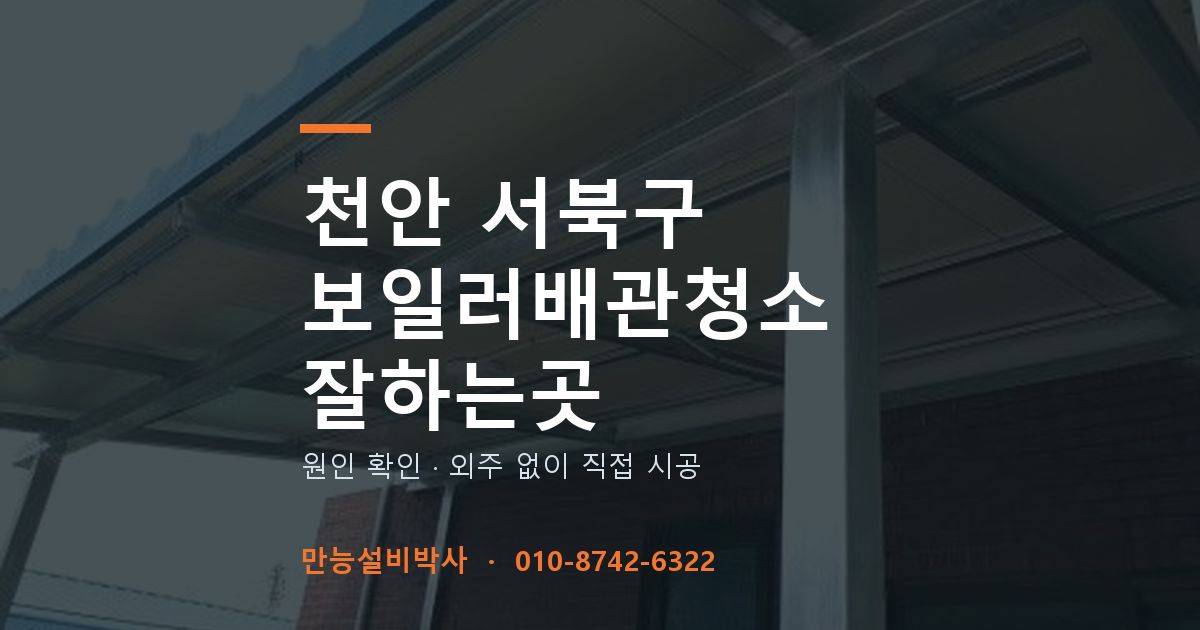 천안 서북구
보일러배관청소
잘하는곳
원인 확인 · 외주 없이 직접 시공
만능설비박사 · 010-8742-6322